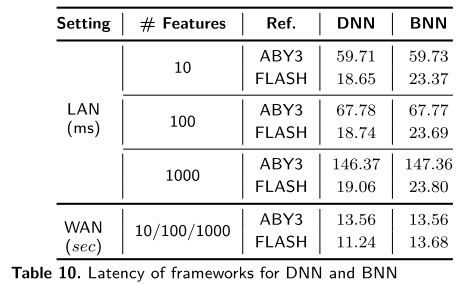 Setting # Features Ref. DNN BNN
LAN (ms) 10 ABY3 59.71 59.73
FLASH 18.65 23.37
100 ABY3 67.78 67.77
FLASH 18.74 23.69
1000 ABY3 146.37 147.36
FLASH 19.06 23.80
WAN (sec) 10/100/1000 ABY3 13.56 13.56
FLASH 11.24 13.68
Table 10. Latency of frameworks for DNN and BNN